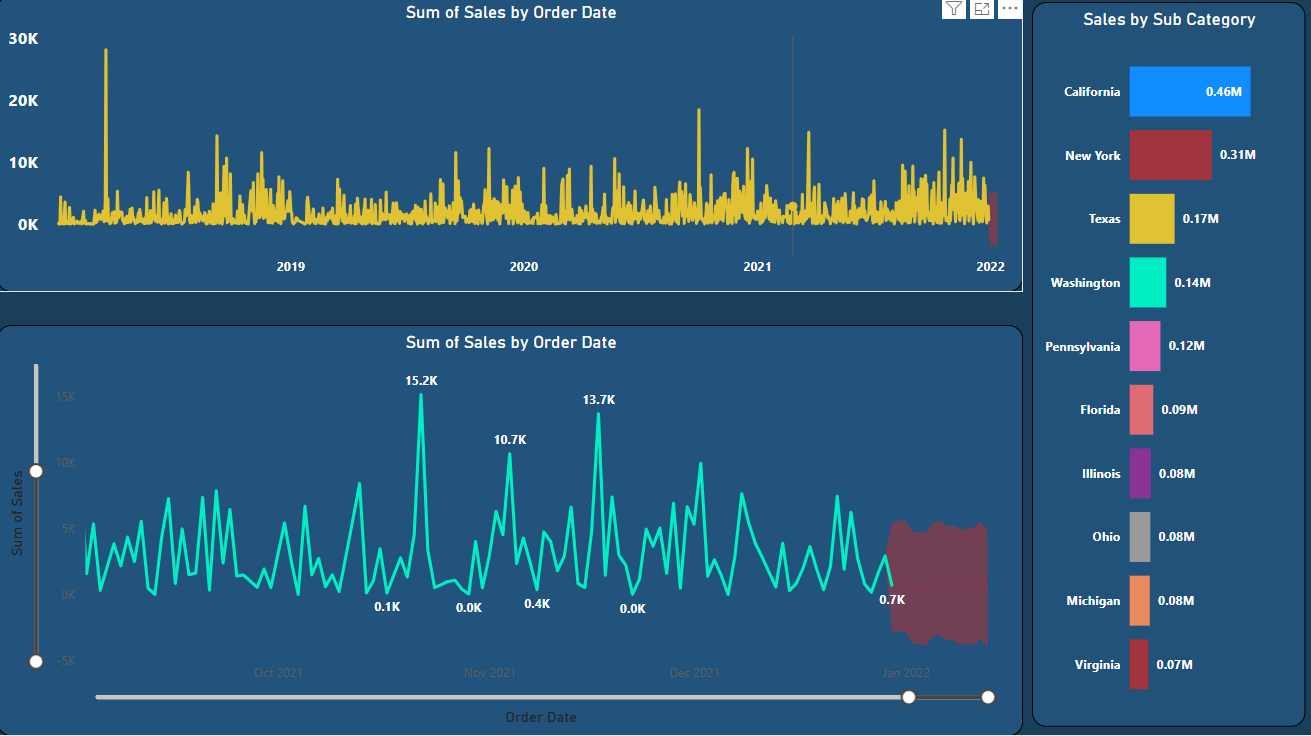 Sum of Sales by Order Date
30K
20K
10K
0K
2019 2020 2021 2022
Sum of Sales by Order Date
Sum of Sales
15K
10K
5K
0K
-5K
15.2K
13.7K
10.7K
0.1K
0.0K
0.4K
0.0K
0.7K
Oct 2021 Nov 2021 Dec 2021 Jan 2022
Order Date
Sales by Sub Category
California 0.46M
New York 0.31M
Texas 0.17M
Washington 0.14M
Pennsylvania 0.12M
Florida 0.09M
Illinois 0.08M
Ohio 0.08M
Michigan 0.08M
Virginia 0.07M